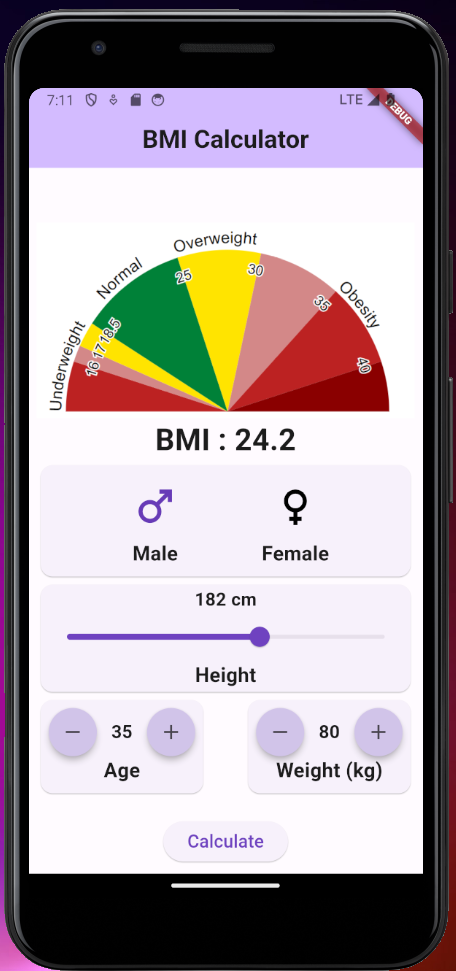 7:11
LTE
DEBUG
BMI Calculator
Underweight
Normal
Overweight
Obesity
16
17
18.5
25
30
35
40
BMI : 24.2
Male
Female
182 cm
Height
35
Age
80
Weight (kg)
Calculate